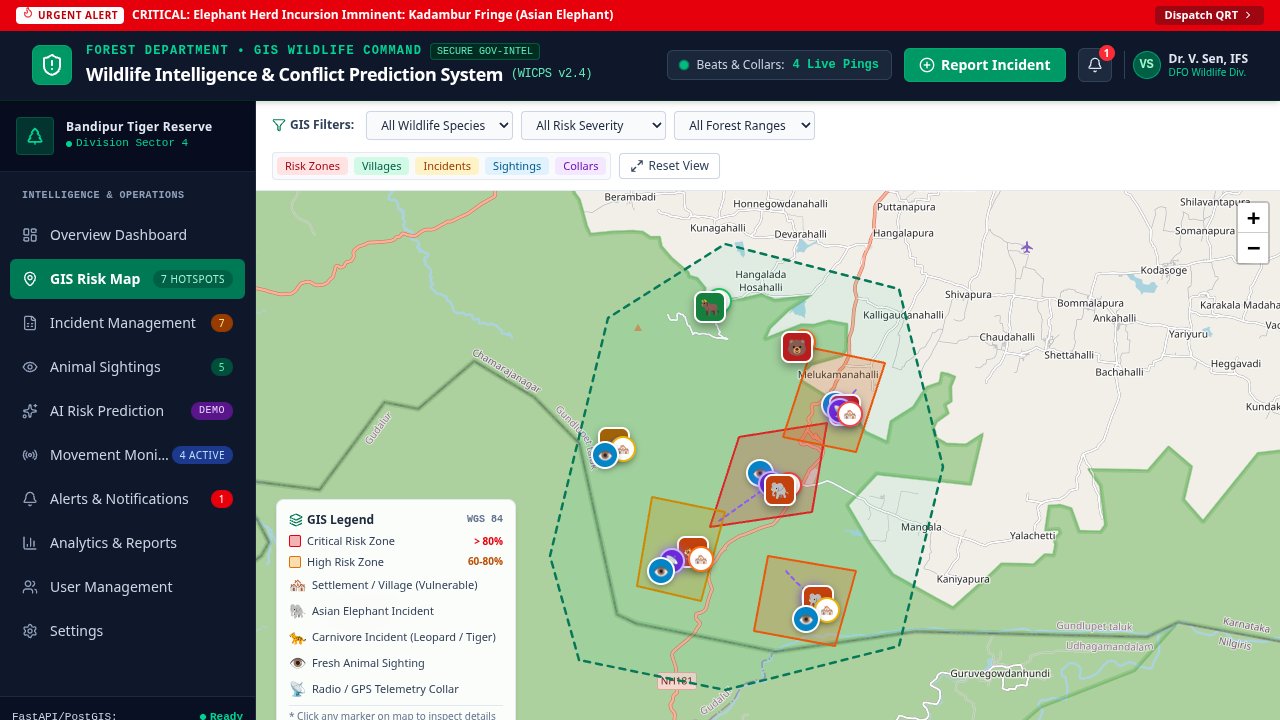 URGENT ALERT CRITICAL: Elephant Herd Incursion Imminent: Kadambur Fringe (Asian Elephant) Dispatch QRT
FOREST DEPARTMENT • GIS WILDLIFE COMMAND SECURE GOV-INTEL
Wildlife Intelligence & Conflict Prediction System (WICPS v2.4)
Beats & Collars: 4 Live Pings
Report Incident
1
VS
Dr. V. Sen, IFS
DFO Wildlife Div.
Bandipur Tiger Reserve
Division Sector 4
INTELLIGENCE & OPERATIONS
Overview Dashboard
GIS Risk Map 7 HOTSPOTS
Incident Management 7
Animal Sightings 5
AI Risk Prediction DEMO
Movement Moni... 4 ACTIVE
Alerts & Notifications 1
Analytics & Reports
User Management
Settings
FastAPI/PostGIS: Ready
GIS Filters: All Wildlife Species All Risk Severity All Forest Ranges
Risk Zones Villages Incidents Sightings Collars Reset View
Berambadi
Honnegowdanahalli
Puttanapura
Shilavantapura
Kunagahalli
Devarahalli
Hangalapura
Somanapura
+
−
Hangalada
Hosahalli
Kodasoge
Shivapura
Bommalapura
Karakala Madaha
Kalligaudanahalli
Ankahalli
Yariyuru
Chaudahalli
Shettahalli
Heggavadi
Bachahalli
Melukamanahalli
Chamarajanagar
Gudalur
Mangala
Yalachetti
Kaniyapura
Gundlupet taluk
Udhagamandalam
Karnataka
Nilgiris
Guruvegowdanhundi
NH181
GIS Legend WGS 84
Critical Risk Zone > 80%
High Risk Zone 60-80%
Settlement / Village (Vulnerable)
Asian Elephant Incident
Carnivore Incident (Leopard / Tiger)
Fresh Animal Sighting
Radio / GPS Telemetry Collar
* Click any marker on map to inspect details